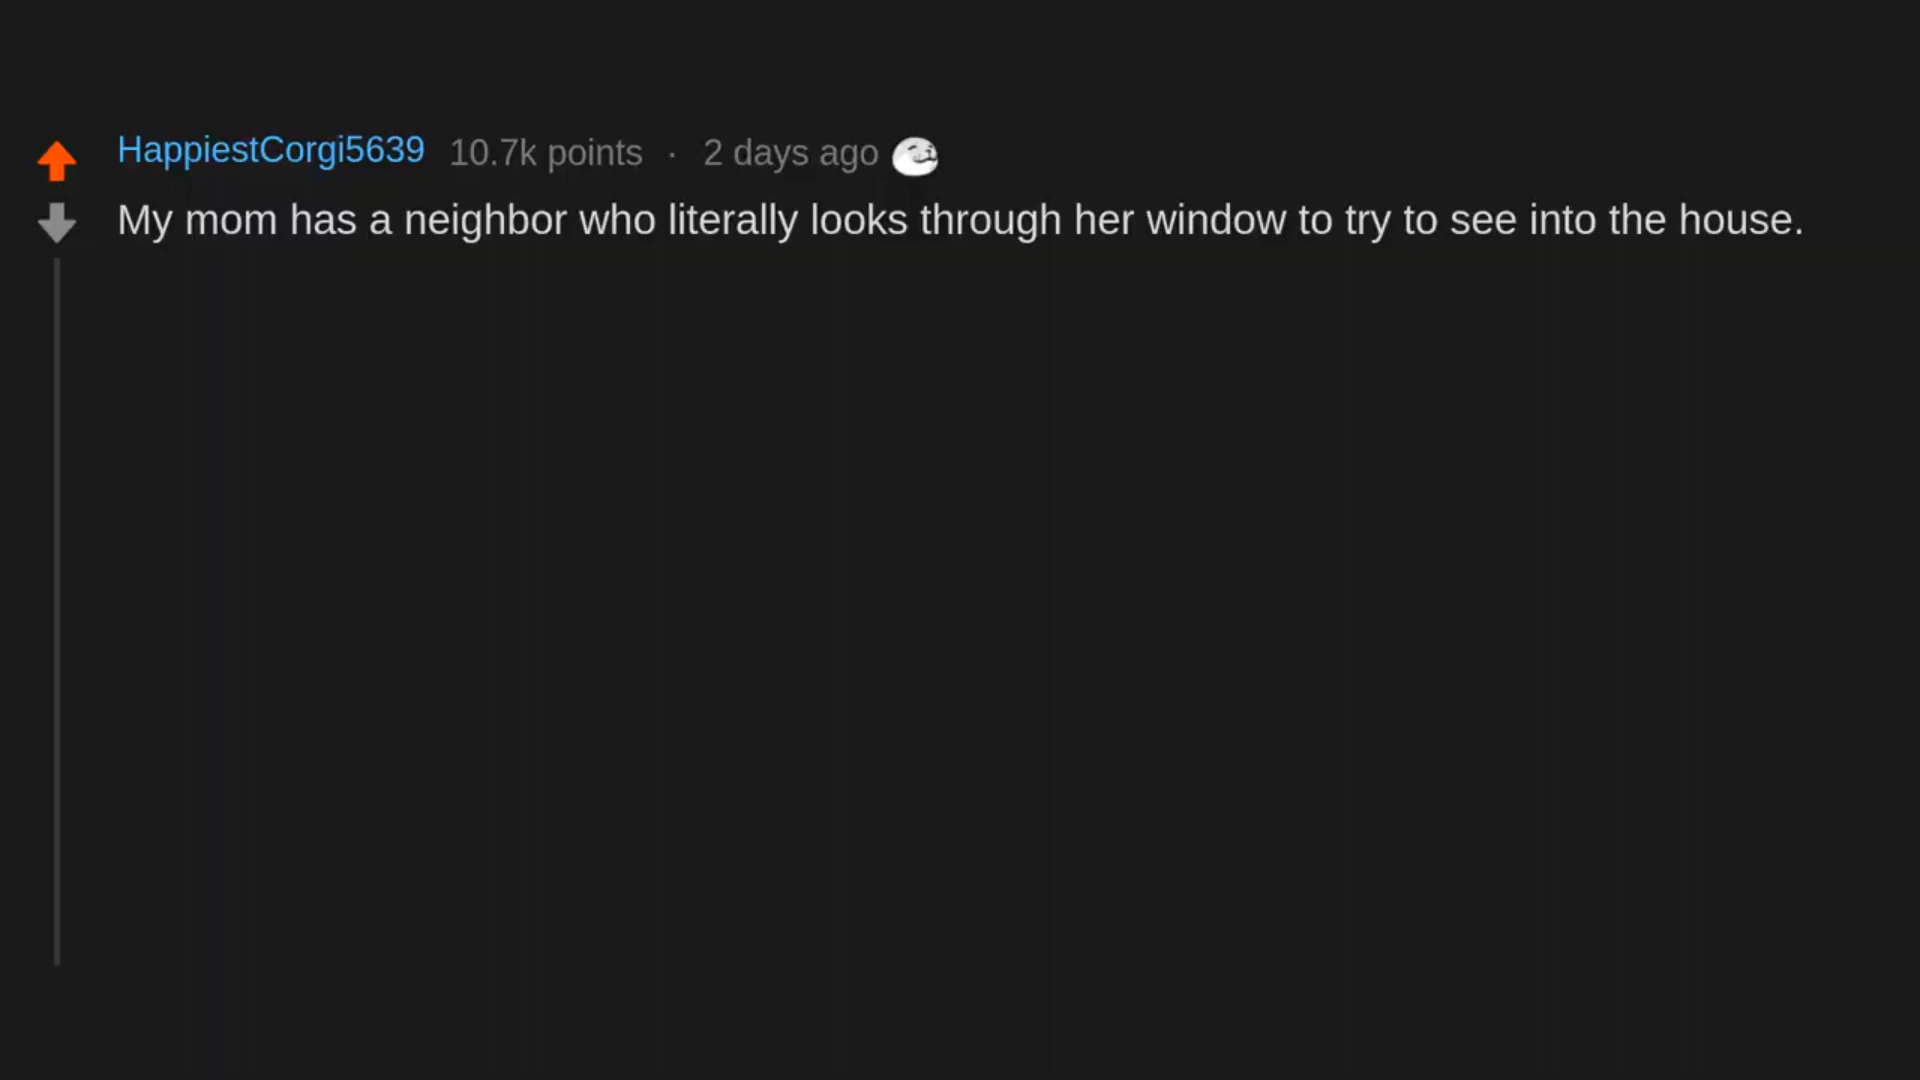 HappiestCorgi5639 10.7k points · 2 days ago
My mom has a neighbor who literally looks through her window to try to see into the house.